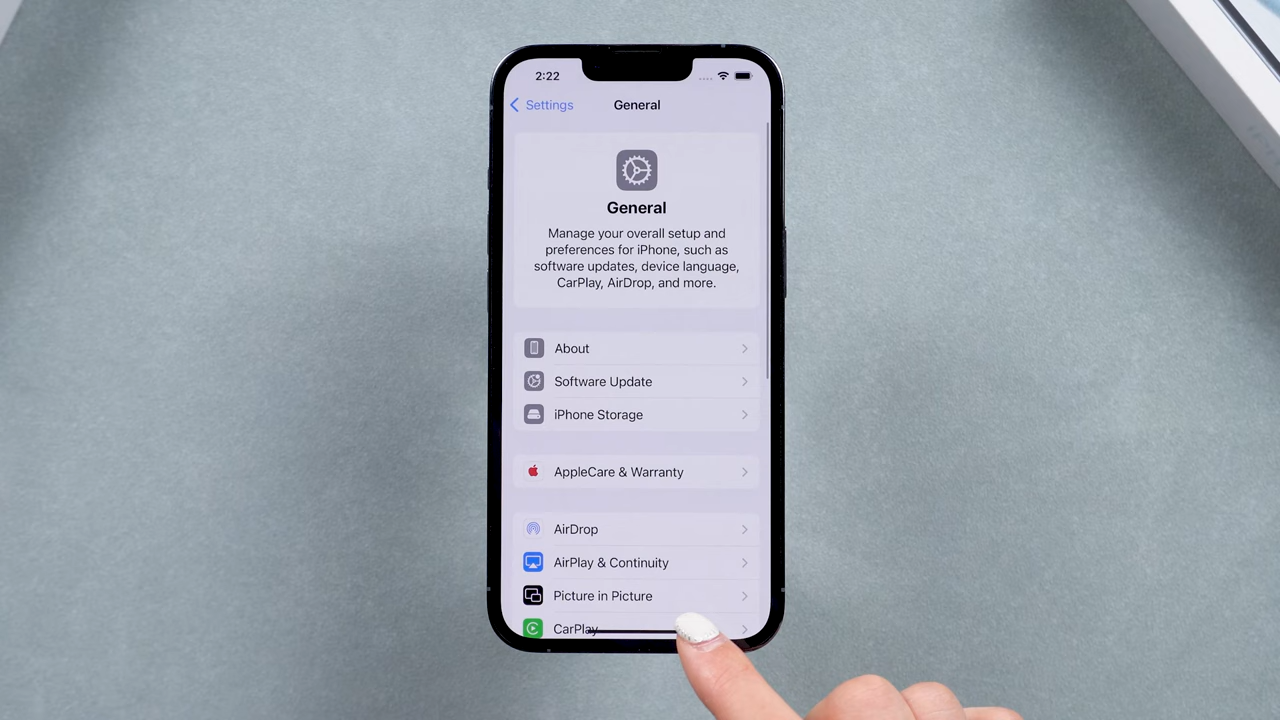 2:22
Settings
General
General
Manage your overall setup and
preferences for iPhone, such as
software updates, device language,
CarPlay, AirDrop, and more.
About
Software Update
iPhone Storage
AppleCare & Warranty
AirDrop
AirPlay & Continuity
Picture in Picture
CarPlay